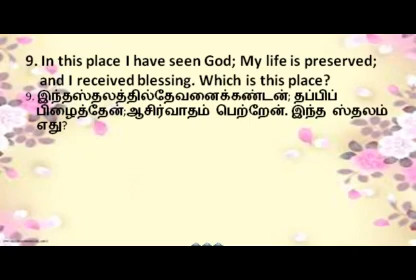 9. In this place I have seen God; My life is preserved;
and I received blessing. Which is this place?
9. இந்தஸ்தலத்தில்தேவனைக்கண்டன்; தப்பிப்
பிழைத்தேன்;ஆசிர்வாதம் பெற்றேன். இந்த ஸ்தலம்
எது?